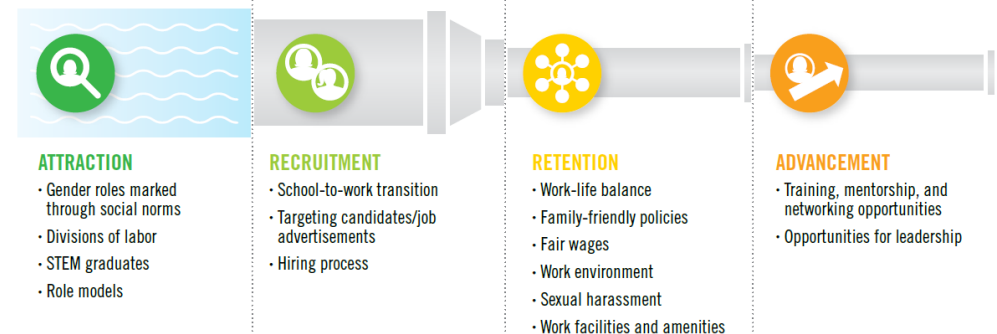 ATTRACTION
· Gender roles marked
through social norms
· Divisions of labor
· STEM graduates
· Role models
RECRUITMENT
· School-to-work transition
· Targeting candidates/job
advertisements
· Hiring process
RETENTION
· Work-life balance
· Family-friendly policies
· Fair wages
· Work environment
· Sexual harassment
· Work facilities and amenities
ADVANCEMENT
· Training, mentorship, and
networking opportunities
· Opportunities for leadership